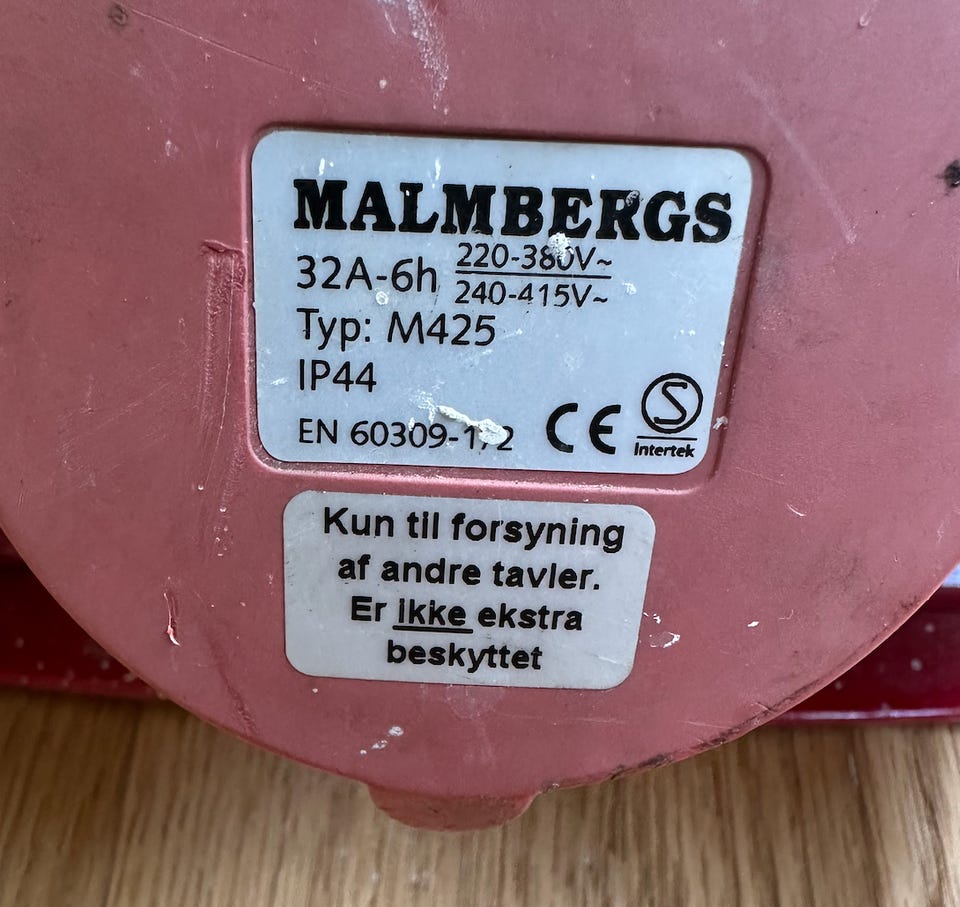 MALMBERGS
32A-6h 220-380V~
240-415V~
Typ: M425
IP44
EN 60309-1/2 CE S
Intertek
Kun til forsyning
af andre tavler.
Er ikke ekstra
beskyttet